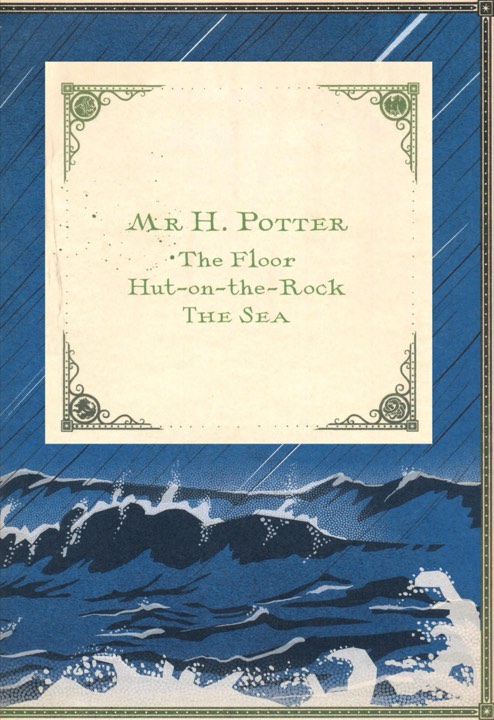 Mr H. Potter
The Floor
Hut-on-the-Rock
The Sea